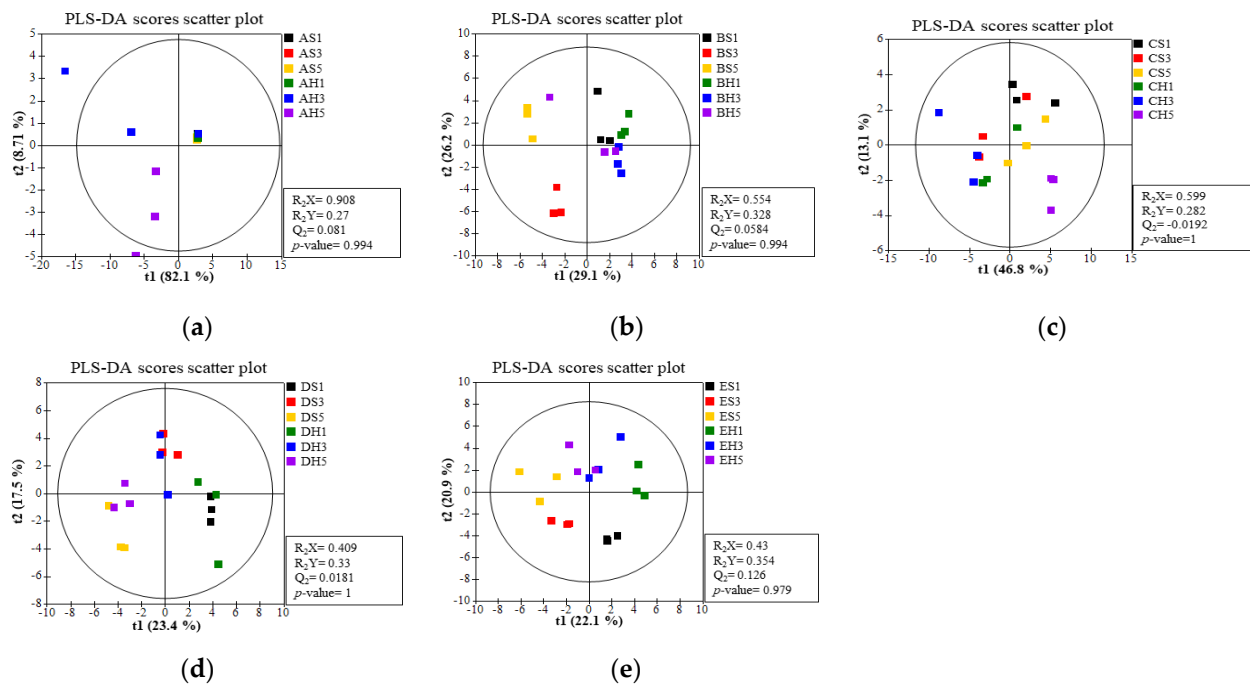 PLS-DA scores scatter plot
5
4
3
2
1
0
-1
-2
-3
-4
-5
t2 (8.71 %)
-20 -15 -10 -5 0 5 10 15
t1 (82.1 %)
AS1
AS3
AS5
AH1
AH3
AH5
R2X= 0.908
R2Y= 0.27
Q2= 0.081
p-value= 0.994
(a)
PLS-DA scores scatter plot
10
8
6
4
2
0
-2
-4
-6
-8
-10
t2 (26.2 %)
-10 -8 -6 -4 -2 0 2 4 6 8 10
t1 (29.1 %)
BS1
BS3
BS5
BH1
BH3
BH5
R2X= 0.554
R2Y= 0.328
Q2= 0.0584
p-value= 0.994
(b)
PLS-DA scores scatter plot
6
4
2
0
-2
-4
-6
t2 (13.1 %)
-15 -10 -5 0 5 10 15
t1 (46.8 %)
CS1
CS3
CS5
CH1
CH3
CH5
R2X= 0.599
R2Y= 0.282
Q2= -0.0192
p-value=1
(c)
PLS-DA scores scatter plot
8
6
4
2
0
-2
-4
-6
-8
t2 (17.5 %)
-10 -8 -6 -4 -2 0 2 4 6 8 10
t1 (23.4 %)
DS1
DS3
DS5
DH1
DH3
DH5
R2X= 0.409
R2Y= 0.33
Q2= 0.0181
p-value= 1
(d)
PLS-DA scores scatter plot
10
8
6
4
2
0
-2
-4
-6
-8
-10
t2 (20.9 %)
-10 -8 -6 -4 -2 0 2 4 6 8 10
t1 (22.1 %)
ES1
ES3
ES5
EH1
EH3
EH5
R2X= 0.43
R2Y= 0.354
Q2= 0.126
p-value= 0.979
(e)